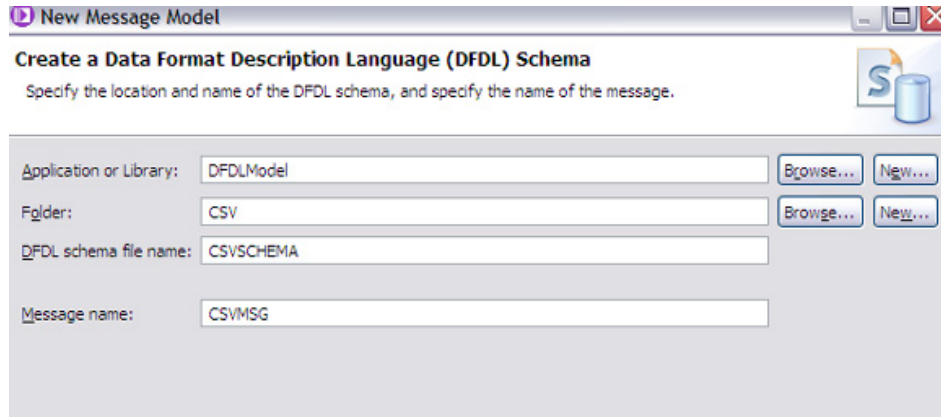 New Message Model
Create a Data Format Description Language (DFDL) Schema
Specify the location and name of the DFDL schema, and specify the name of the message.
Application or Library: DFDLModel Browse... New...
Folder: CSV Browse... New...
DFDL schema file name: CSVSCHEMA
Message name: CSVMSG